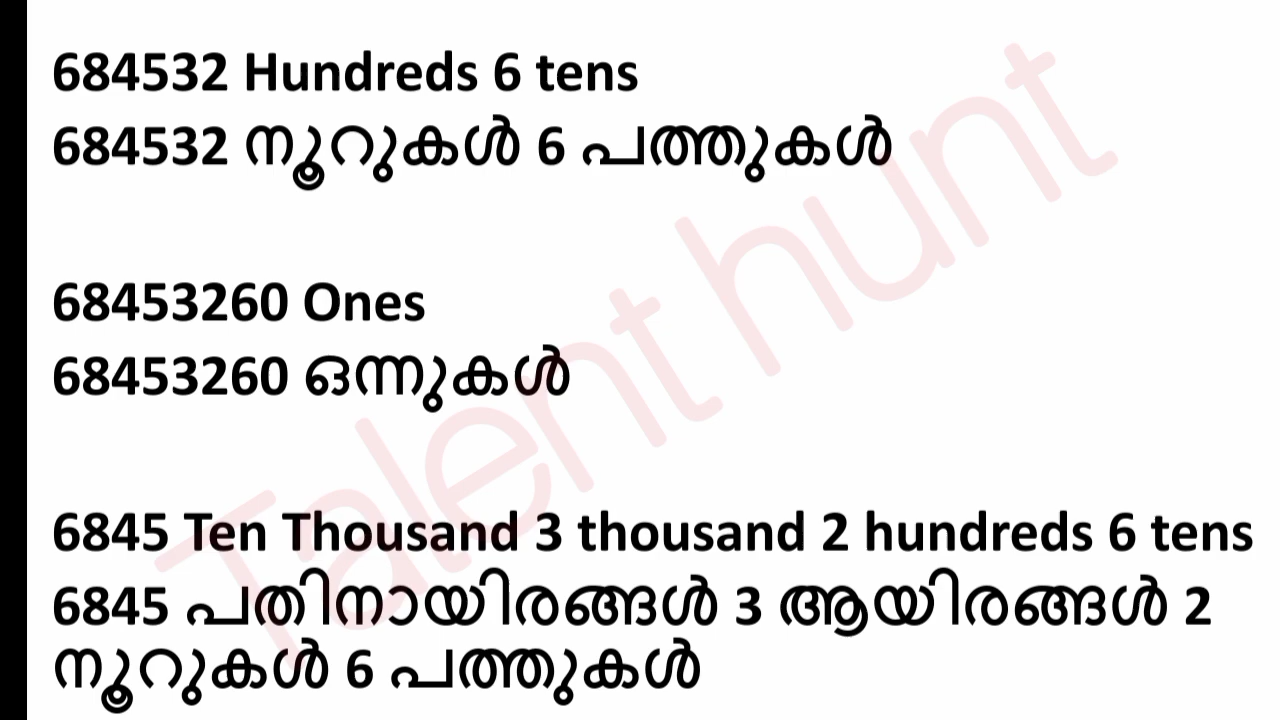 684532 Hundreds 6 tens
684532 നൂറുകൾ 6 പത്തുകൾ
68453260 Ones
68453260 ഒന്നുകൾ
6845 Ten Thousand 3 thousand 2 hundreds 6 tens
6845 പതിനായിരങ്ങൾ 3 ആയിരങ്ങൾ 2
നൂറുകൾ 6 പത്തുകൾ
Talent hunt